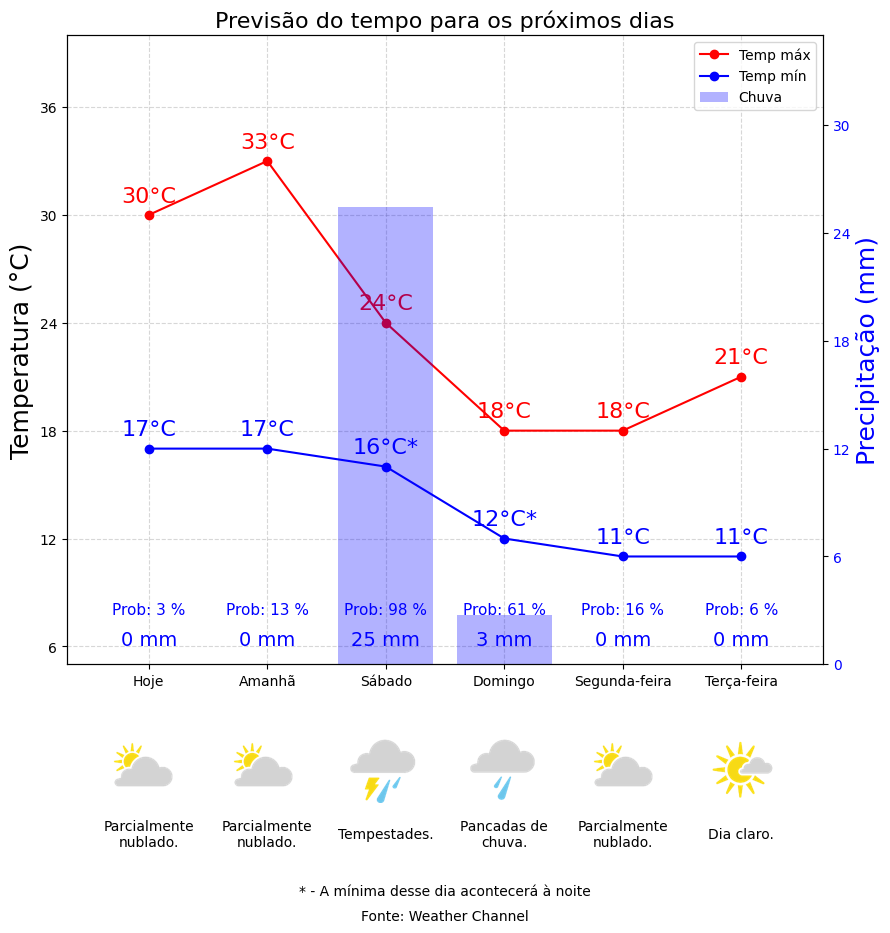 Previsão do tempo para os próximos dias
Temp máx
Temp mín
Chuva
36
30
24
18
12
6
Temperatura (°C)
30
24
18
12
6
0
Precipitação (mm)
30°C
33°C
24°C
18°C
18°C
21°C
17°C
17°C
16°C*
12°C*
11°C
11°C
Prob: 3 %
Prob: 13 %
Prob: 98 %
Prob: 61 %
Prob: 16 %
Prob: 6 %
0 mm
0 mm
25 mm
3 mm
0 mm
0 mm
Hoje
Amanhã
Sábado
Domingo
Segunda-feira
Terça-feira
Parcialmente
nublado.
Parcialmente
nublado.
Tempestades.
Pancadas de
chuva.
Parcialmente
nublado.
Dia claro.
* - A mínima desse dia acontecerá à noite
Fonte: Weather Channel